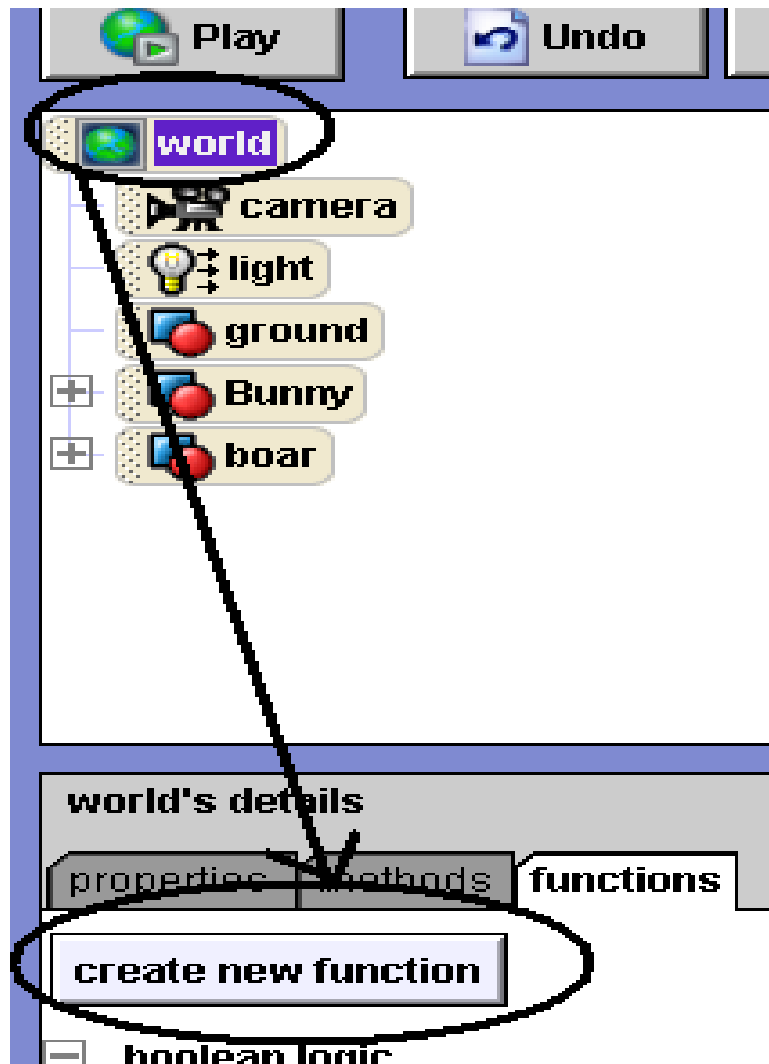 Play Undo
world
camera
light
ground
Bunny
boar
world's details
properties methods functions
create new function
boolean logic